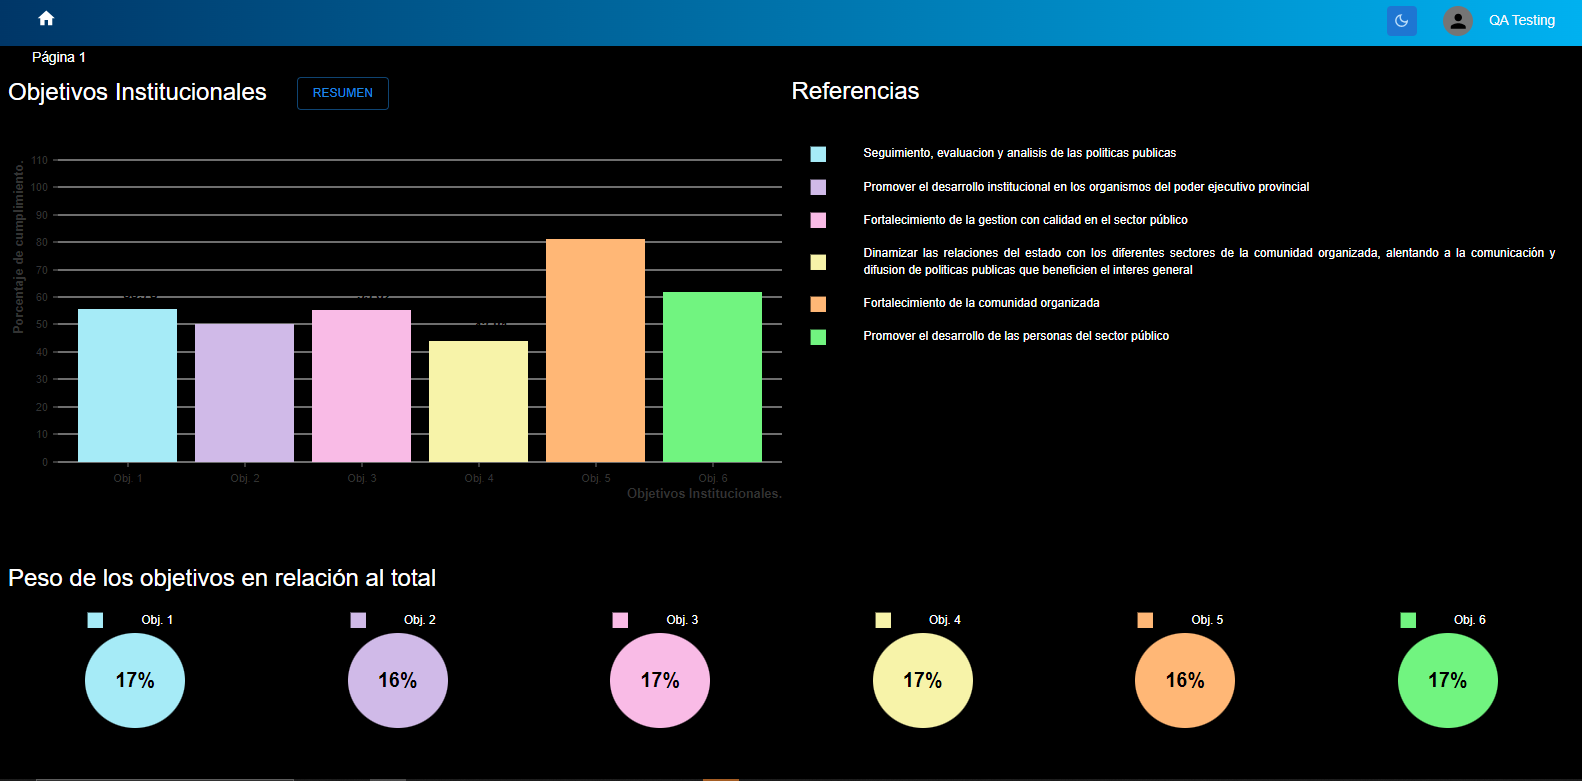 QA Testing
Página 1
Objetivos Institucionales
RESUMEN
Porcentaje de cumplimiento.
110
100
90
80
70
60
50
40
30
20
10
0
Obj. 1
Obj. 2
Obj. 3
Obj. 4
Obj. 5
Obj. 6
Objetivos Institucionales.
Referencias
Seguimiento, evaluacion y analisis de las politicas publicas
Promover el desarrollo institucional en los organismos del poder ejecutivo provincial
Fortalecimiento de la gestion con calidad en el sector público
Dinamizar las relaciones del estado con los diferentes sectores de la comunidad organizada, alentando a la comunicación y
difusion de politicas publicas que beneficien el interes general
Fortalecimiento de la comunidad organizada
Promover el desarrollo de las personas del sector público
Peso de los objetivos en relación al total
Obj. 1
Obj. 2
Obj. 3
Obj. 4
Obj. 5
Obj. 6
17%
16%
17%
17%
16%
17%